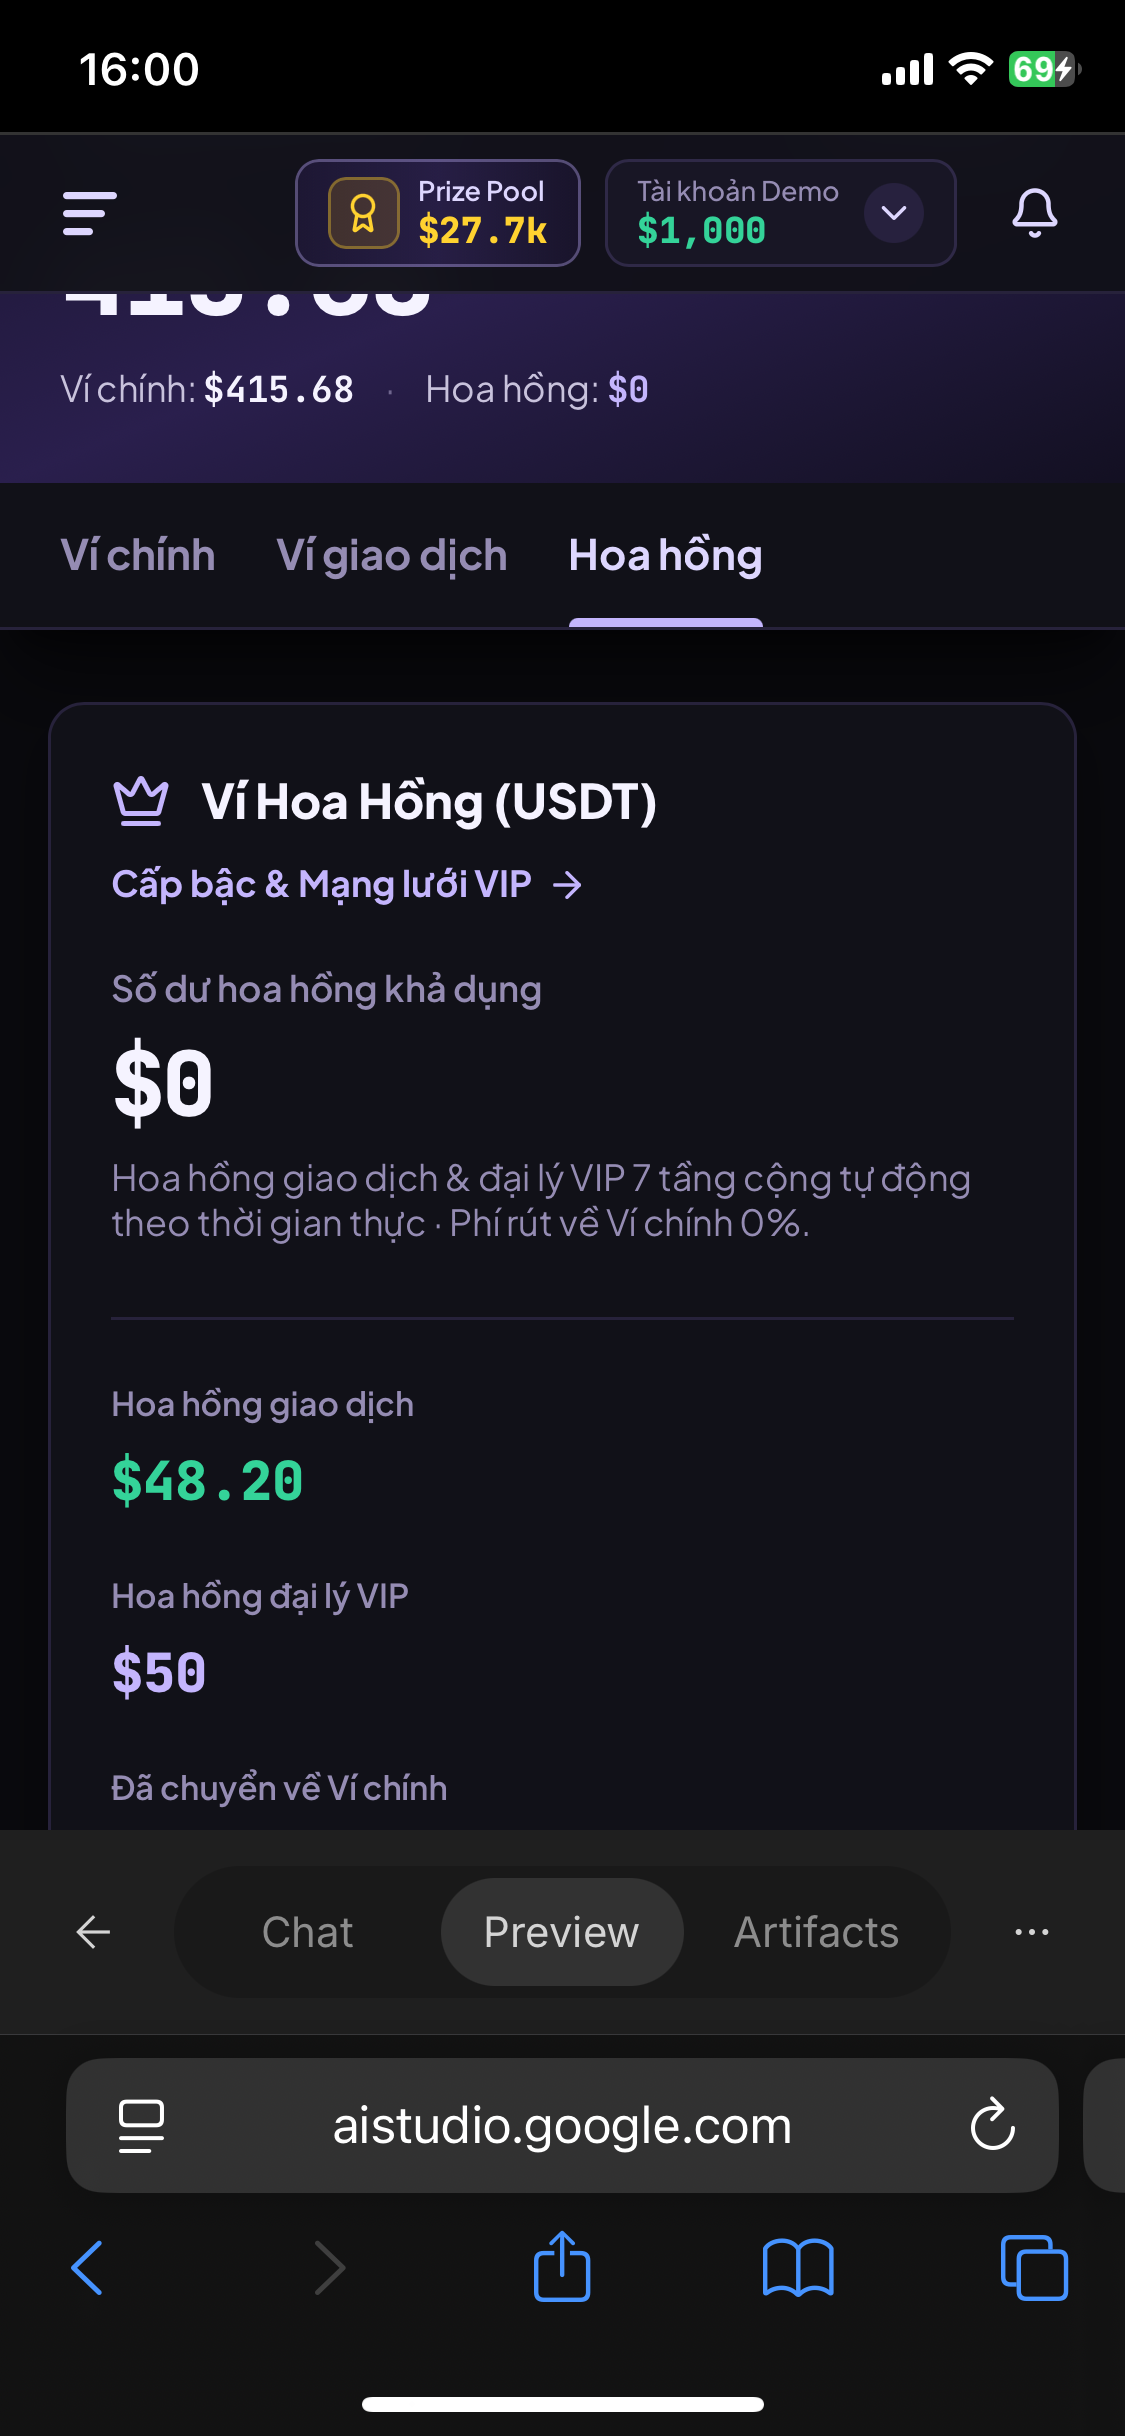 16:00
69
Prize Pool
$27.7k
Tài khoản Demo
$1,000
Ví chính: $415.68 · Hoa hồng: $0
Ví chính
Ví giao dịch
Hoa hồng
Ví Hoa Hồng (USDT)
Cấp bậc & Mạng lưới VIP →
Số dư hoa hồng khả dụng
$0
Hoa hồng giao dịch & đại lý VIP 7 tầng cộng tự động
theo thời gian thực · Phí rút về Ví chính 0%.
Hoa hồng giao dịch
$48.20
Hoa hồng đại lý VIP
$50
Đã chuyển về Ví chính
Chat
Preview
Artifacts
aistudio.google.com